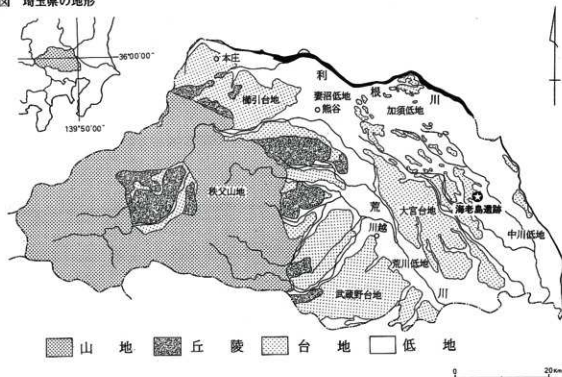 図 埼玉県の地形
36°00′00″
139°50′00″
本庄
利根川
櫛引台地
妻沼低地
熊谷
加須低地
秩父山地
荒川
大宮台地
海老島遺跡
川越
荒川低地
中川低地
武蔵野台地
山地 丘陵 台地 低地
0 20Km